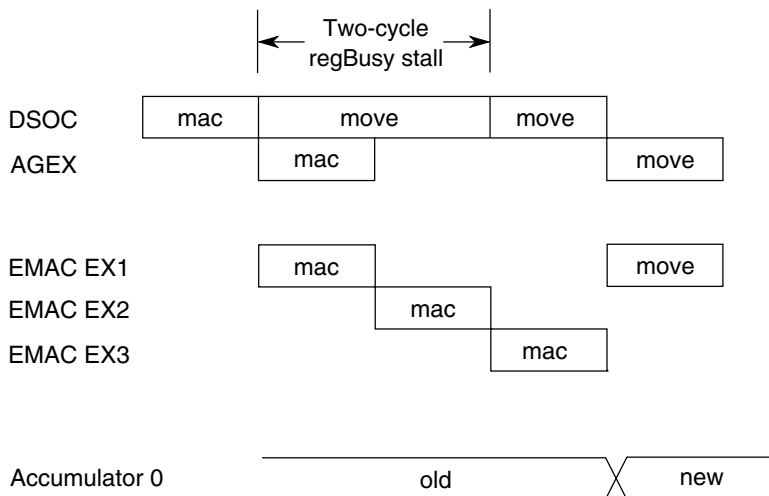 Two-cycle
regBusy stall
DSOC mac move move
AGEX mac move
EMAC EX1 mac move
EMAC EX2 mac
EMAC EX3 mac
Accumulator 0 old new